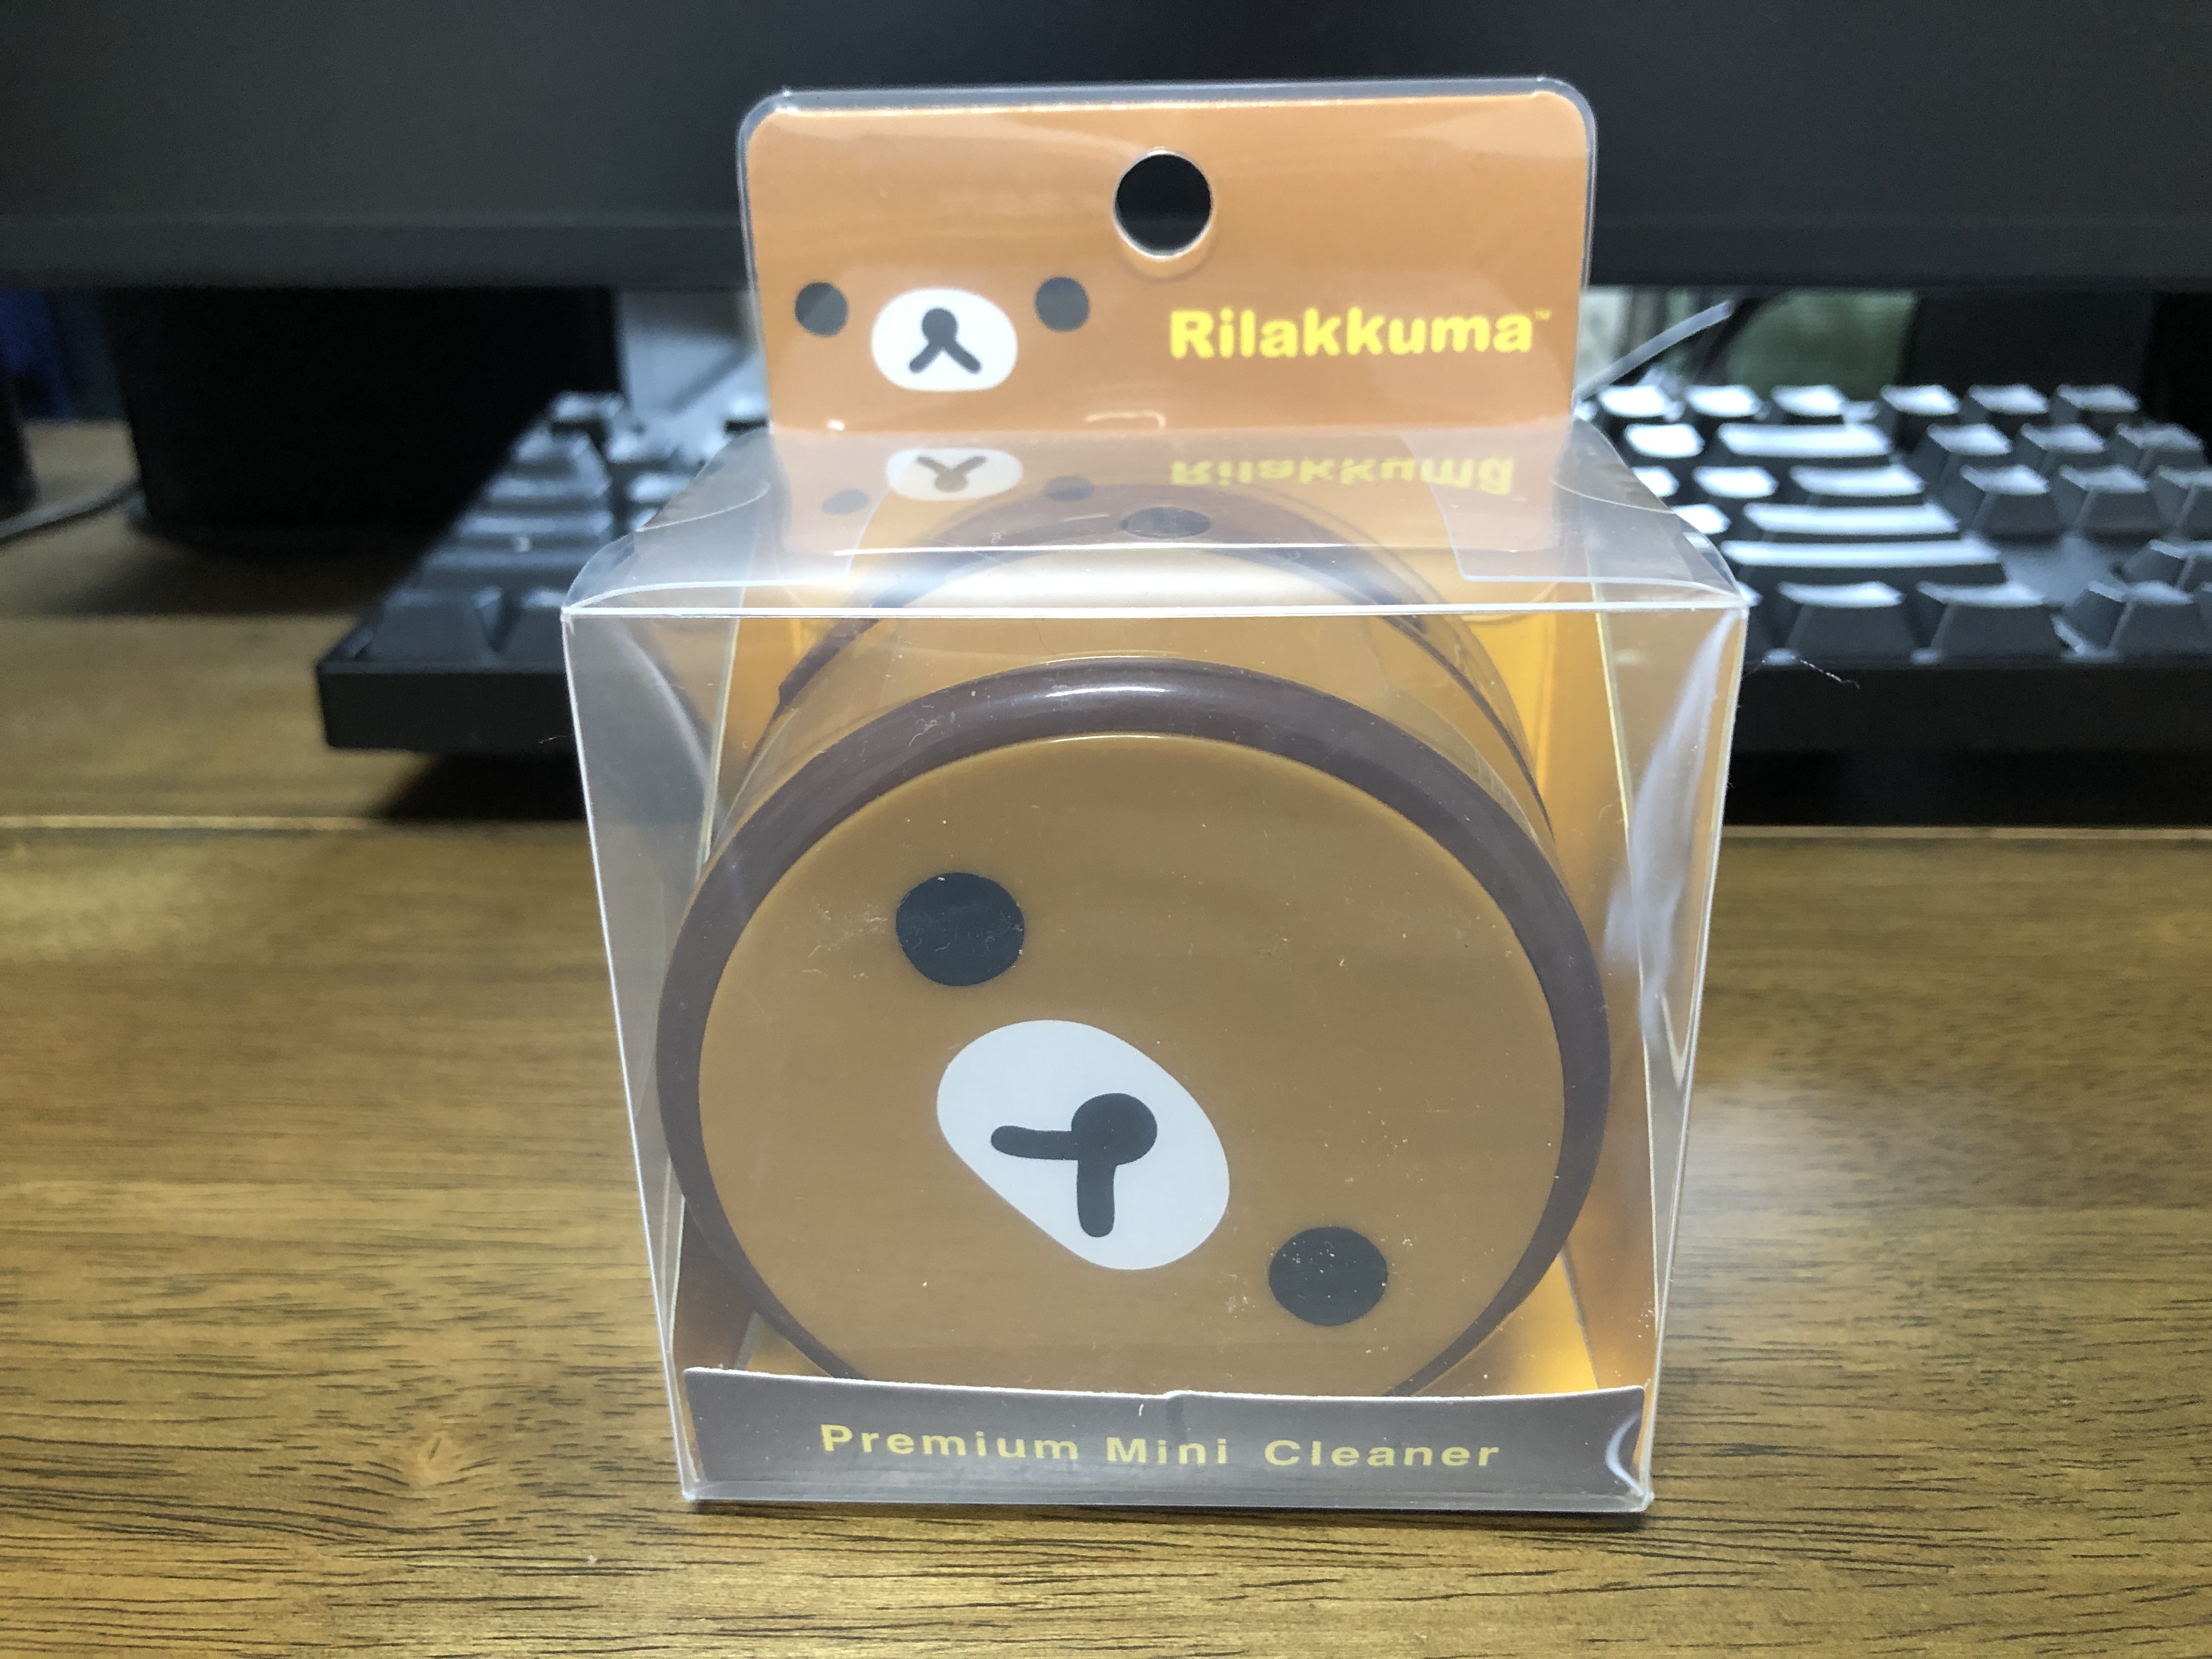 Rilakkuma™
Premium Mini Cleaner